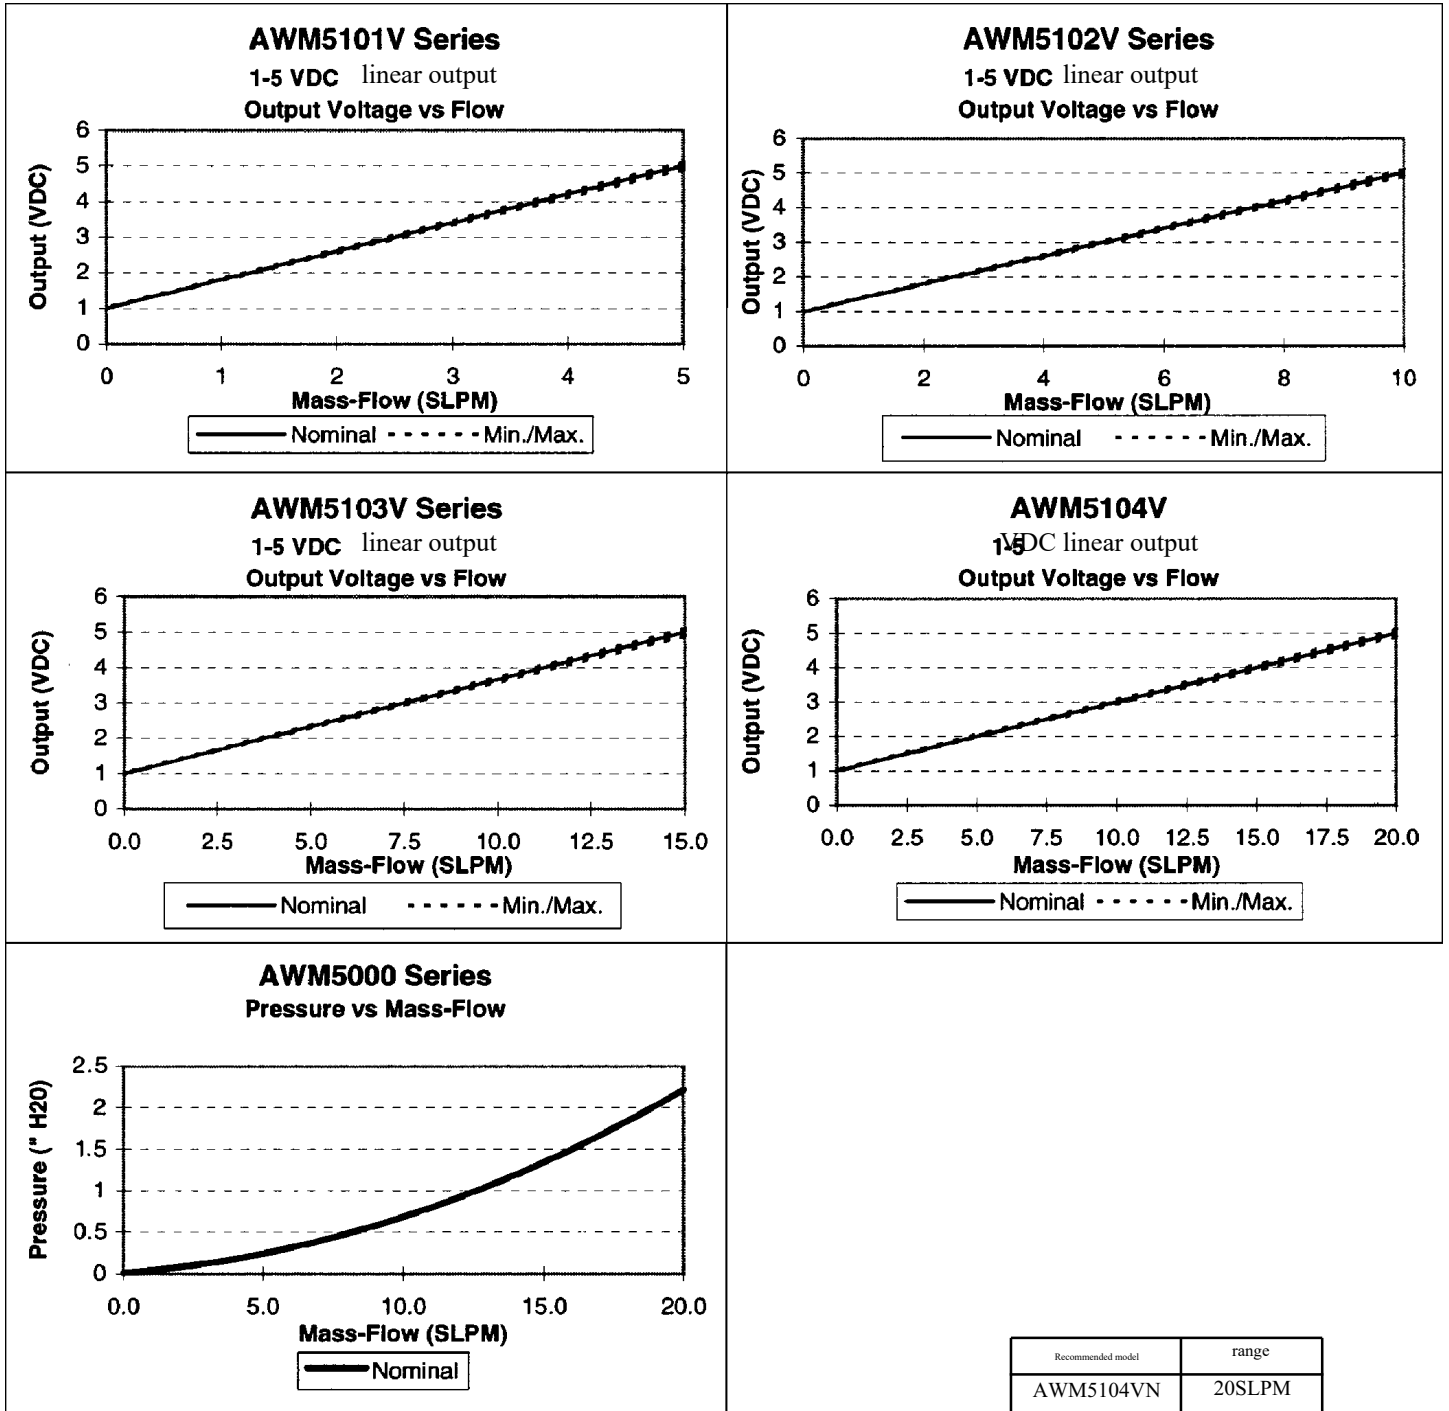 AWM5101V Series
1-5 VDC linear output
Output Voltage vs Flow
6
5
4
3
2
1
0
Output (VDC)
0 1 2 3 4 5
Mass-Flow (SLPM)
Nominal Min./Max.
AWM5102V Series
1-5 VDC linear output
Output Voltage vs Flow
6
5
4
3
2
1
0
Output (VDC)
0 2 4 6 8 10
Mass-Flow (SLPM)
Nominal Min./Max.
AWM5103V Series
1-5 VDC linear output
Output Voltage vs Flow
6
5
4
3
2
1
0
Output (VDC)
0.0 2.5 5.0 7.5 10.0 12.5 15.0
Mass-Flow (SLPM)
Nominal Min./Max.
AWM5104V
1-5 VDC linear output
Output Voltage vs Flow
6
5
4
3
2
1
0
Output (VDC)
0.0 2.5 5.0 7.5 10.0 12.5 15.0 17.5 20.0
Mass-Flow (SLPM)
Nominal Min./Max.
AWM5000 Series
Pressure vs Mass-Flow
2.5
2
1.5
1
0.5
0
Pressure (" H20)
0.0 5.0 10.0 15.0 20.0
Mass-Flow (SLPM)
Nominal
Recommended model range
AWM5104VN 20SLPM